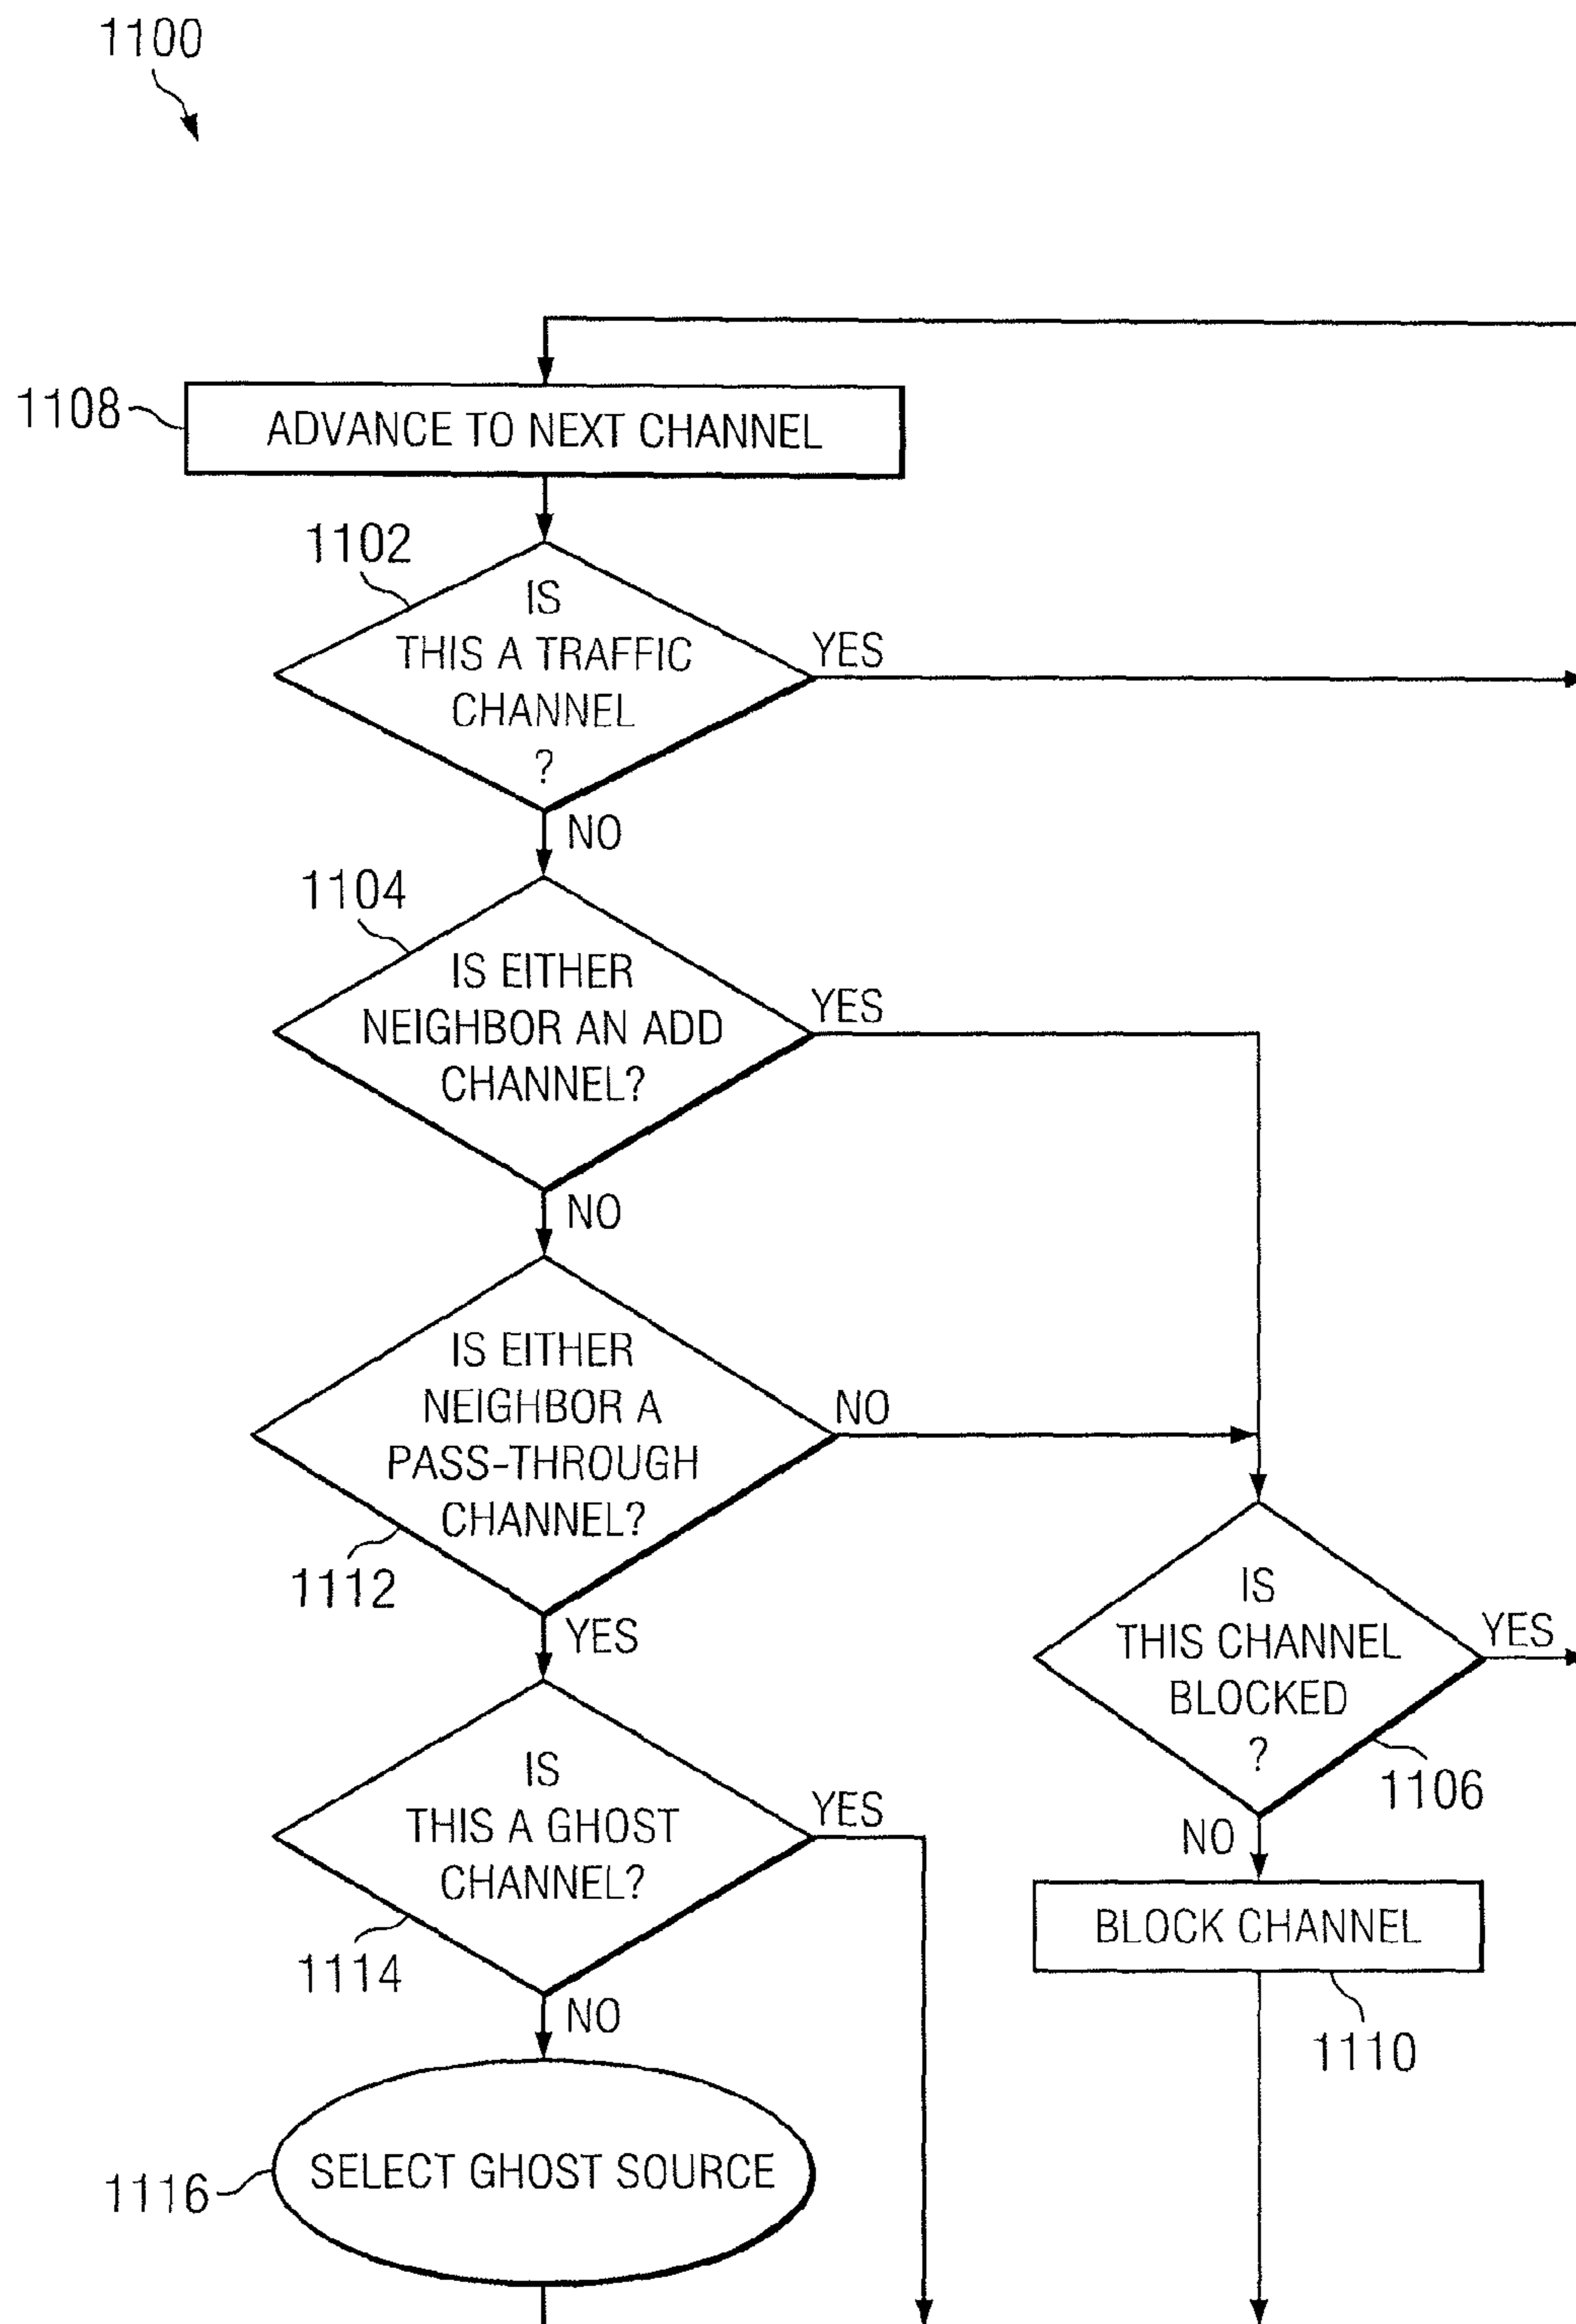 1100
1108
ADVANCE TO NEXT CHANNEL
1102
IS
THIS A TRAFFIC
CHANNEL
?
YES
NO
1104
IS EITHER
NEIGHBOR AN ADD
CHANNEL?
YES
NO
IS EITHER
NEIGHBOR A
PASS-THROUGH
CHANNEL?
NO
1112
YES
IS
THIS CHANNEL
BLOCKED
?
YES
1106
NO
IS
THIS A GHOST
CHANNEL?
YES
1114
NO
BLOCK CHANNEL
1110
SELECT GHOST SOURCE
1116